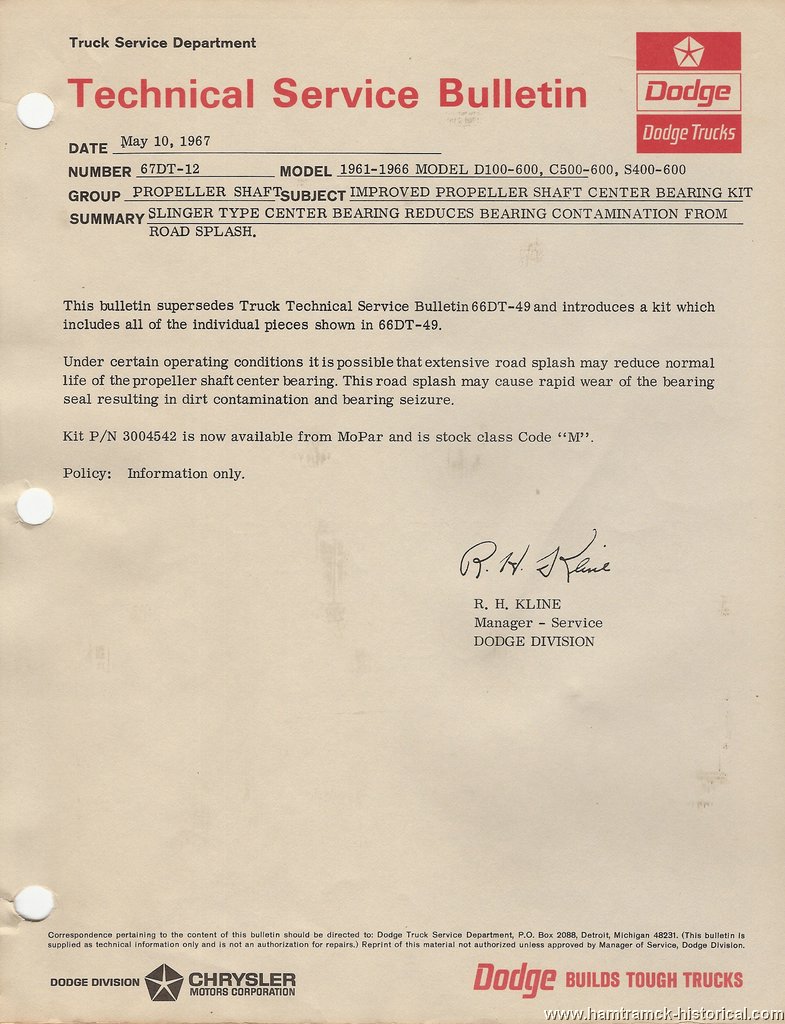 Truck Service Department
Technical Service Bulletin
Dodge
Dodge Trucks
DATE May 10, 1967
NUMBER 67DT-12 MODEL 1961-1966 MODEL D100-600, C500-600, S400-600
GROUP PROPELLER SHAFT SUBJECT IMPROVED PROPELLER SHAFT CENTER BEARING KIT
SUMMARY SLINGER TYPE CENTER BEARING REDUCES BEARING CONTAMINATION FROM
ROAD SPLASH.
This bulletin supersedes Truck Technical Service Bulletin 66DT-49 and introduces a kit which
includes all of the individual pieces shown in 66DT-49.
Under certain operating conditions it is possible that extensive road splash may reduce normal
life of the propeller shaft center bearing. This road splash may cause rapid wear of the bearing
seal resulting in dirt contamination and bearing seizure.
Kit P/N 3004542 is now available from MoPar and is stock class Code "M".
Policy: Information only.
R. H. Kline
R. H. KLINE
Manager - Service
DODGE DIVISION
Correspondence pertaining to the content of this bulletin should be directed to: Dodge Truck Service Department, P.O. Box 2088, Detroit, Michigan 48231. (This bulletin is
supplied as technical information only and is not an authorization for repairs.) Reprint of this material not authorized unless approved by Manager of Service, Dodge Division.
DODGE DIVISION CHRYSLER
MOTORS CORPORATION
Dodge BUILDS TOUGH TRUCKS
www.hamtramck-historical.com